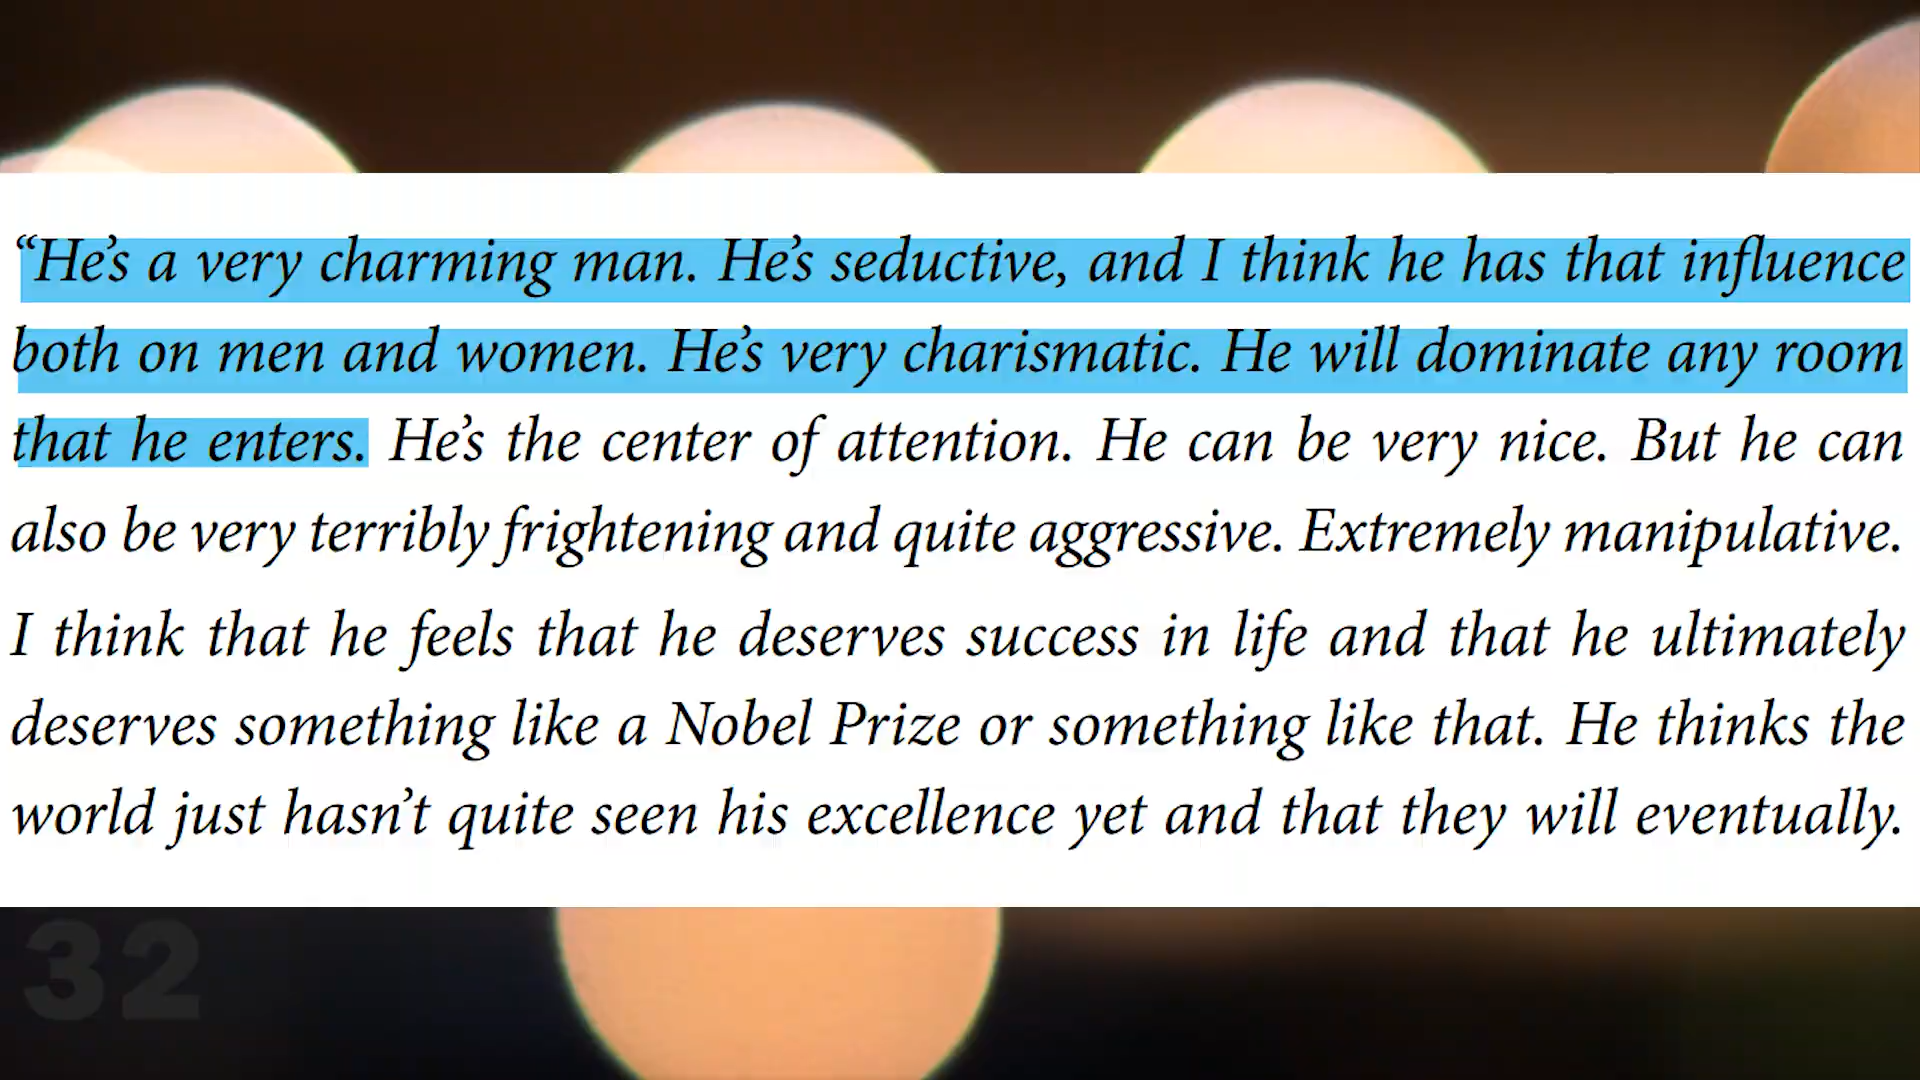 “He’s a very charming man. He’s seductive, and I think he has that influence
both on men and women. He’s very charismatic. He will dominate any room
that he enters. He’s the center of attention. He can be very nice. But he can
also be very terribly frightening and quite aggressive. Extremely manipulative.
I think that he feels that he deserves success in life and that he ultimately
deserves something like a Nobel Prize or something like that. He thinks the
world just hasn’t quite seen his excellence yet and that they will eventually.
32